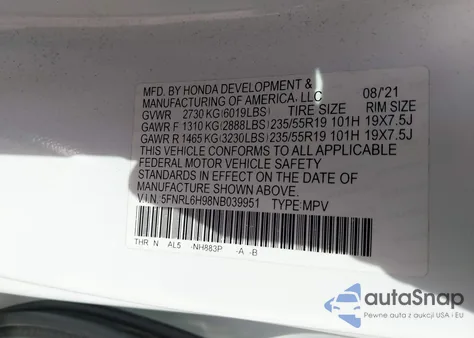 MFD. BY HONDA DEVELOPMENT &
MANUFACTURING OF AMERICA, LLC 08/'21
GVWR 2730 KG (6019LBS) TIRE SIZE RIM SIZE
GAWR F 1310 KG (2888LBS) 235/55R19 101H 19X7.5J
GAWR R 1465 KG (3230LBS) 235/55R19 101H 19X7.5J
THIS VEHICLE CONFORMS TO ALL APPLICABLE
FEDERAL MOTOR VEHICLE SAFETY
STANDARDS IN EFFECT ON THE DATE OF
MANUFACTURE SHOWN ABOVE.
V.I.N. 5FNRL6H98NB039951 TYPE:MPV
THR N AL5 -NH883P -A -B
autoSnap
Pewne auta z aukcji USA i EU